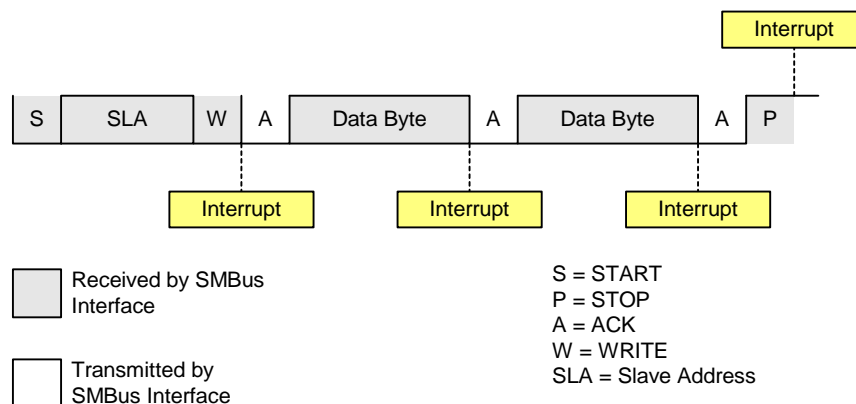 Interrupt
S SLA W A Data Byte A Data Byte A P
Interrupt Interrupt Interrupt
Received by SMBus
Interface
Transmitted by
SMBus Interface
S = START
P = STOP
A = ACK
W = WRITE
SLA = Slave Address